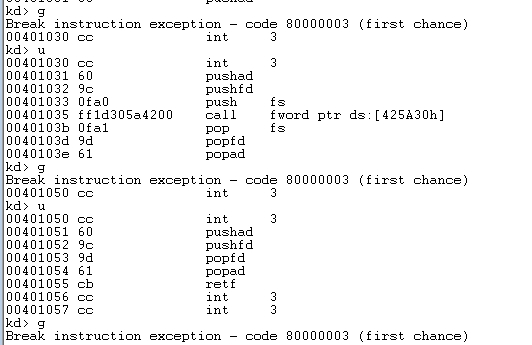 kd> g
Break instruction exception - code 80000003 (first chance)
00401030 cc int 3
kd> u
00401030 cc int 3
00401031 60 pushad
00401032 9c pushfd
00401033 0fa0 push fs
00401035 ff1d305a4200 call fword ptr ds:[425A30h]
0040103b 0fa1 pop fs
0040103d 9d popfd
0040103e 61 popad
kd> g
Break instruction exception - code 80000003 (first chance)
00401050 cc int 3
kd> u
00401050 cc int 3
00401051 60 pushad
00401052 9c pushfd
00401053 9d popfd
00401054 61 popad
00401055 cb retf
00401056 cc int 3
00401057 cc int 3
kd> g
Break instruction exception - code 80000003 (first chance)